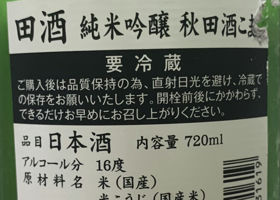 田酒 純米吟醸 秋田酒こま
要冷蔵
ご購入後は品質保持の為、直射日光を避け、冷蔵で
の保存をお願いします。開栓前後にかかわらず、
できるだけお早めにお召し上がりください。
品目 日本酒 内容量 720ml
アルコール分 16度
原材料名 米(国産)
米こうじ(国産米)
31619